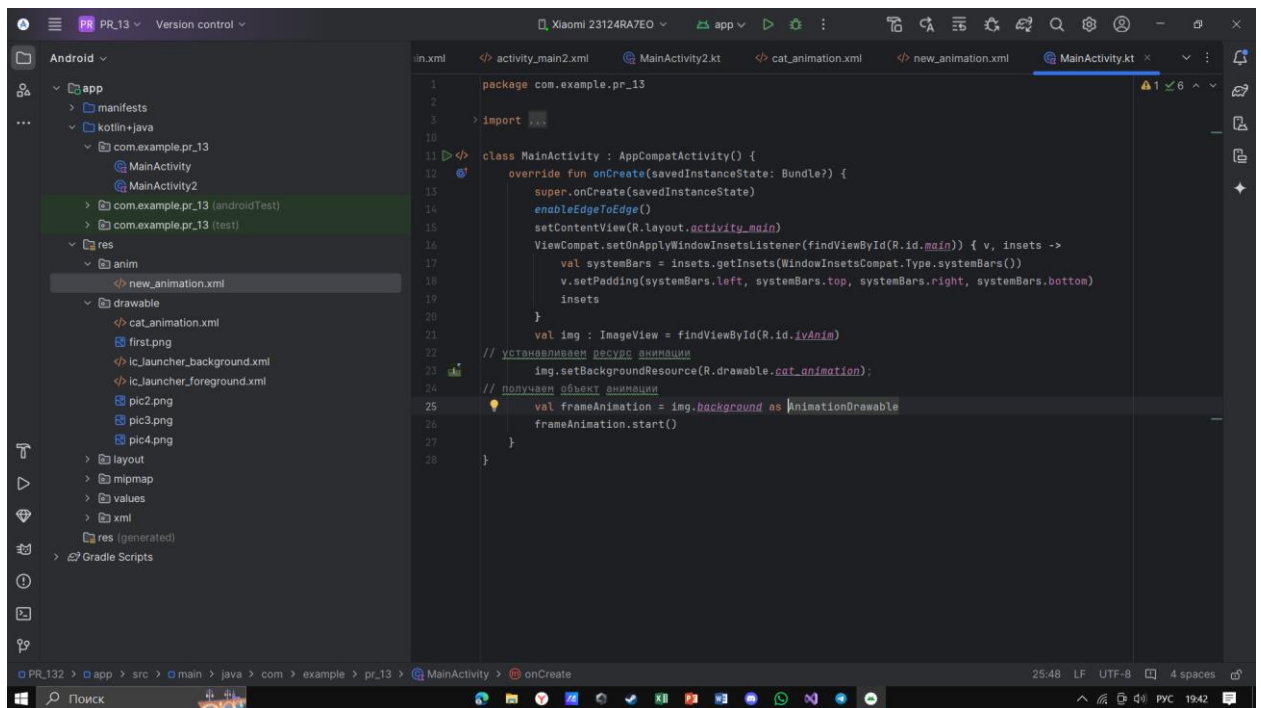 PR PR_13 Version control Xiaomi 23124RA7EO app
Android
in.xml activity_main2.xml MainActivity2.kt cat_animation.xml new_animation.xml MainActivity.kt
app
manifests
kotlin+java
com.example.pr_13
MainActivity
MainActivity2
com.example.pr_13 (androidTest)
com.example.pr_13 (test)
res
anim
new_animation.xml
drawable
cat_animation.xml
first.png
ic_launcher_background.xml
ic_launcher_foreground.xml
pic2.png
pic3.png
pic4.png
layout
mipmap
values
xml
res (generated)
Gradle Scripts
1 package com.example.pr_13
1 6
2
3 import ...
10
11 class MainActivity : AppCompatActivity() {
12 override fun onCreate(savedInstanceState: Bundle?) {
13 super.onCreate(savedInstanceState)
14 enableEdgeToEdge()
15 setContentView(R.layout.activity_main)
16 ViewCompat.setOnApplyWindowInsetsListener(findViewById(R.id.main)) { v, insets ->
17 val systemBars = insets.getInsets(WindowInsetsCompat.Type.systemBars())
18 v.setPadding(systemBars.left, systemBars.top, systemBars.right, systemBars.bottom)
19 insets
20 }
21 val img : ImageView = findViewById(R.id.ivAnim)
22 // устанавливаем ресурс анимации
23 img.setBackgroundResource(R.drawable.cat_animation);
24 // получаем объект анимации
25 val frameAnimation = img.background as AnimationDrawable
26 frameAnimation.start()
27 }
28 }
PR_132 > app > src > main > java > com > example > pr_13 > MainActivity > onCreate
25:48 LF UTF-8 4 spaces
Поиск
РУС 19:42